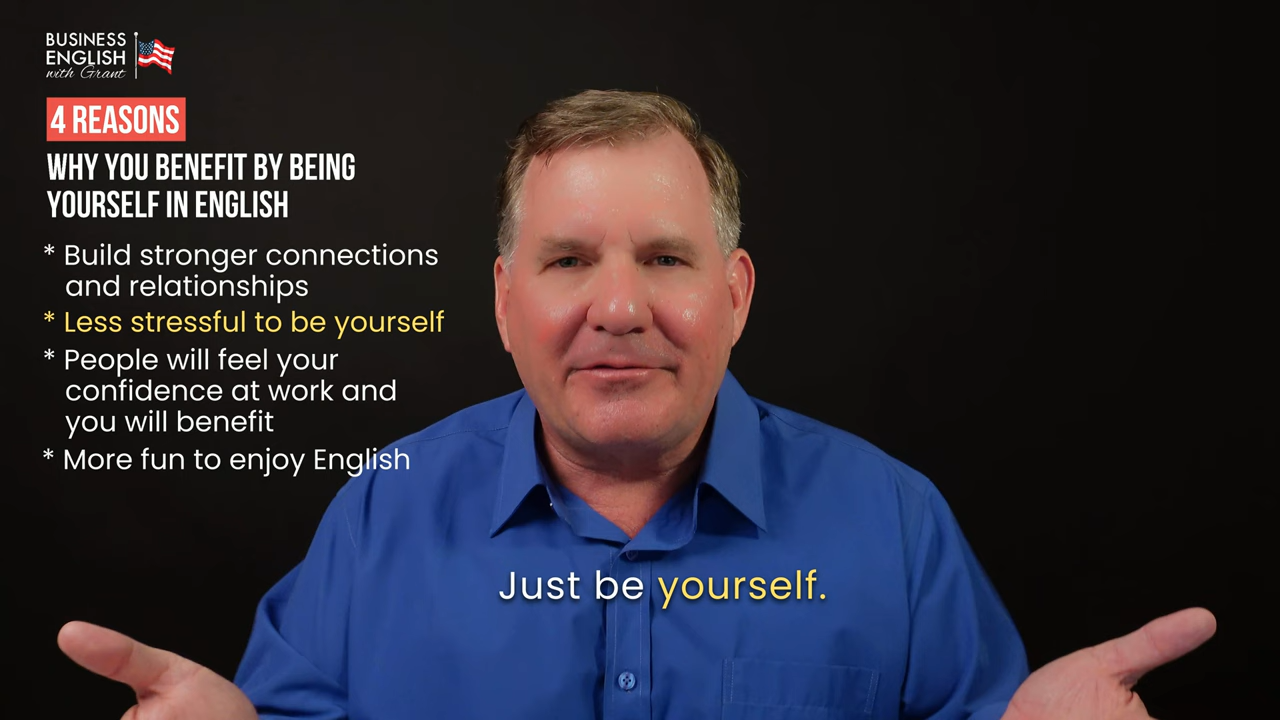 BUSINESS
ENGLISH
with Grant
4 REASONS
WHY YOU BENEFIT BY BEING
YOURSELF IN ENGLISH
* Build stronger connections
and relationships
* Less stressful to be yourself
* People will feel your
confidence at work and
you will benefit
* More fun to enjoy English
Just be yourself.